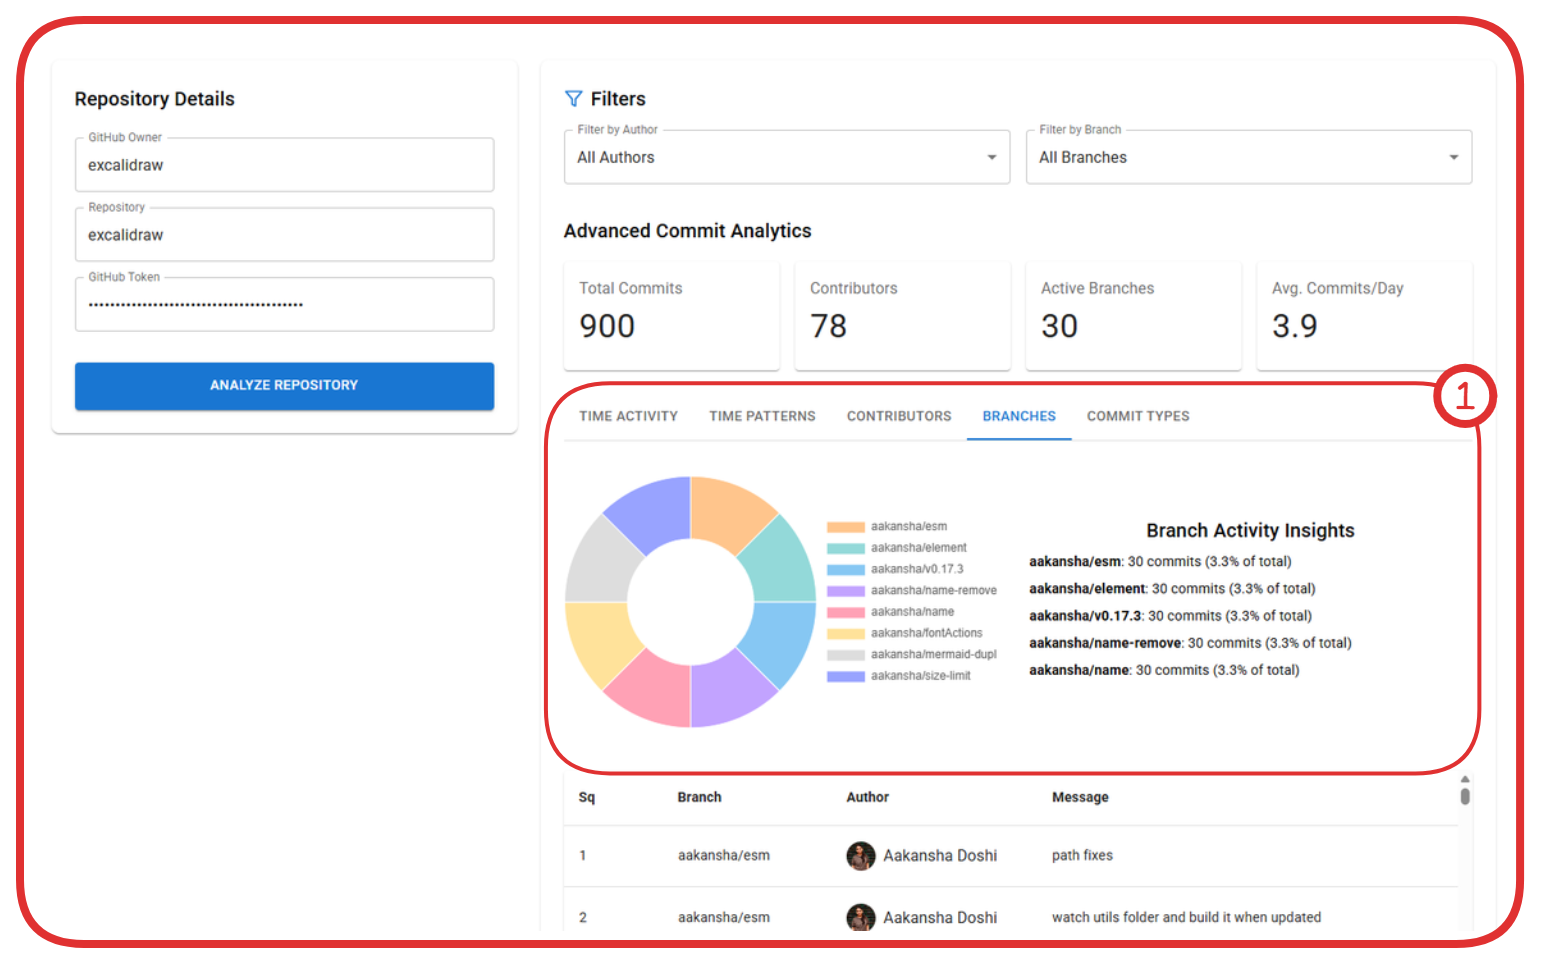 Repository Details
GitHub Owner
excalidraw
Repository
excalidraw
GitHub Token
••••••••••••••••••••••••••••••••••••••••
ANALYZE REPOSITORY
Filters
Filter by Author
All Authors
Filter by Branch
All Branches
Advanced Commit Analytics
Total Commits
900
Contributors
78
Active Branches
30
Avg. Commits/Day
3.9
1
TIME ACTIVITY TIME PATTERNS CONTRIBUTORS BRANCHES COMMIT TYPES
aakansha/esm
aakansha/element
aakansha/v0.17.3
aakansha/name-remove
aakansha/name
aakansha/fontActions
aakansha/mermaid-dupl
aakansha/size-limit
Branch Activity Insights
aakansha/esm: 30 commits (3.3% of total)
aakansha/element: 30 commits (3.3% of total)
aakansha/v0.17.3: 30 commits (3.3% of total)
aakansha/name-remove: 30 commits (3.3% of total)
aakansha/name: 30 commits (3.3% of total)
Sq Branch Author Message
1 aakansha/esm Aakansha Doshi path fixes
2 aakansha/esm Aakansha Doshi watch utils folder and build it when updated